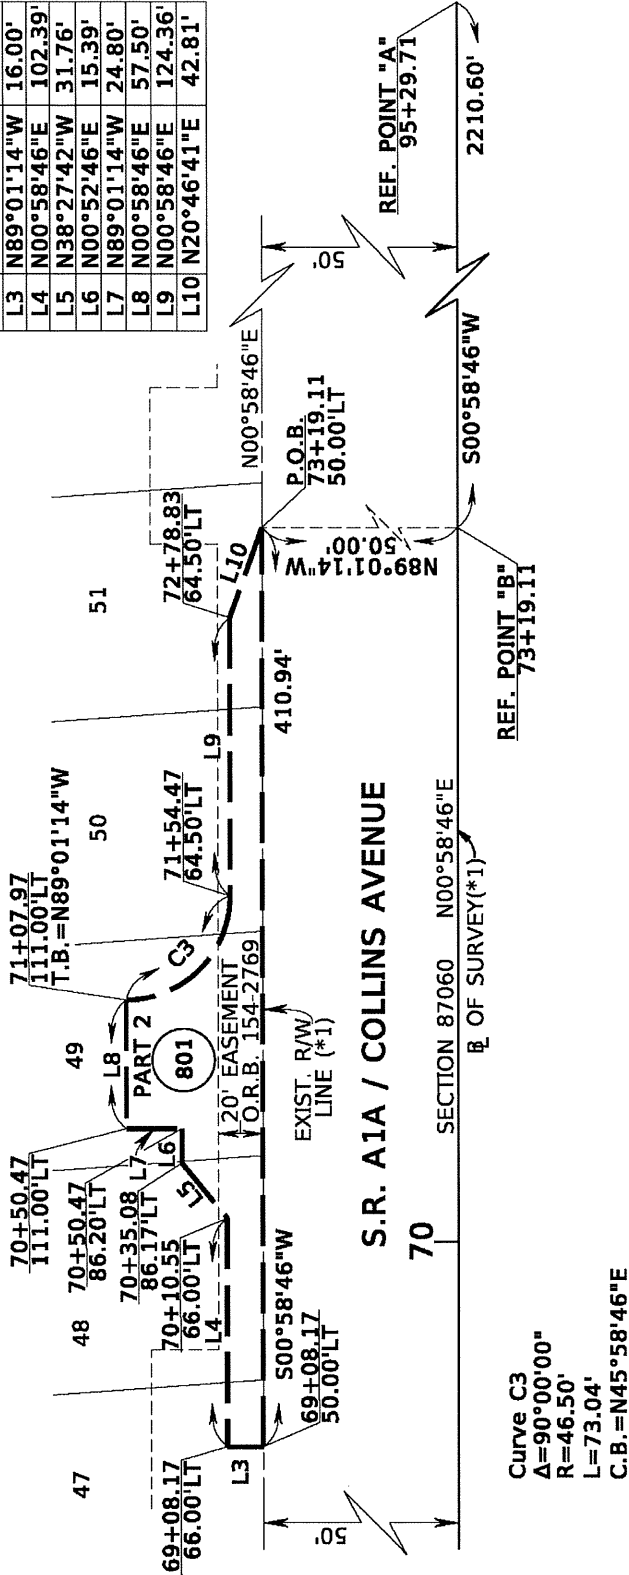 L3 N89°01'14"W 16.00'
L4 N00°58'46"E 102.39'
L5 N38°27'42"W 31.76'
L6 N00°52'46"E 15.39'
L7 N89°01'14"W 24.80'
L8 N00°58'46"E 57.50'
L9 N00°58'46"E 124.36'
L10 N20°46'41"E 42.81'
47
48
49
50
51
69+08.17
66.00'LT
70+50.47
111.00'LT
70+50.47
86.20'LT
70+35.08
86.17'LT
70+10.55
66.00'LT
71+07.97
111.00'LT
T.B.=N89°01'14"W
71+54.47
64.50'LT
72+78.83
64.50'LT
L3
L4
L5
L6
L7
L8
PART 2
801
C3
L9
L10
20' EASEMENT
O.R.B. 154-2769
N00°58'46"E
P.O.B.
73+19.11
50.00'LT
S00°58'46"W
69+08.17
50.00'LT
EXIST. R/W
LINE (*1)
410.94'
N89°01'14"W
50.00'
50'
50'
S.R. A1A / COLLINS AVENUE
70
SECTION 87060 N00°58'46"E
BL OF SURVEY(*1)
S00°58'46"W
REF. POINT "B"
73+19.11
REF. POINT "A"
95+29.71
2210.60'
Curve C3
Δ=90°00'00"
R=46.50'
L=73.04'
C.B.=N45°58'46"E